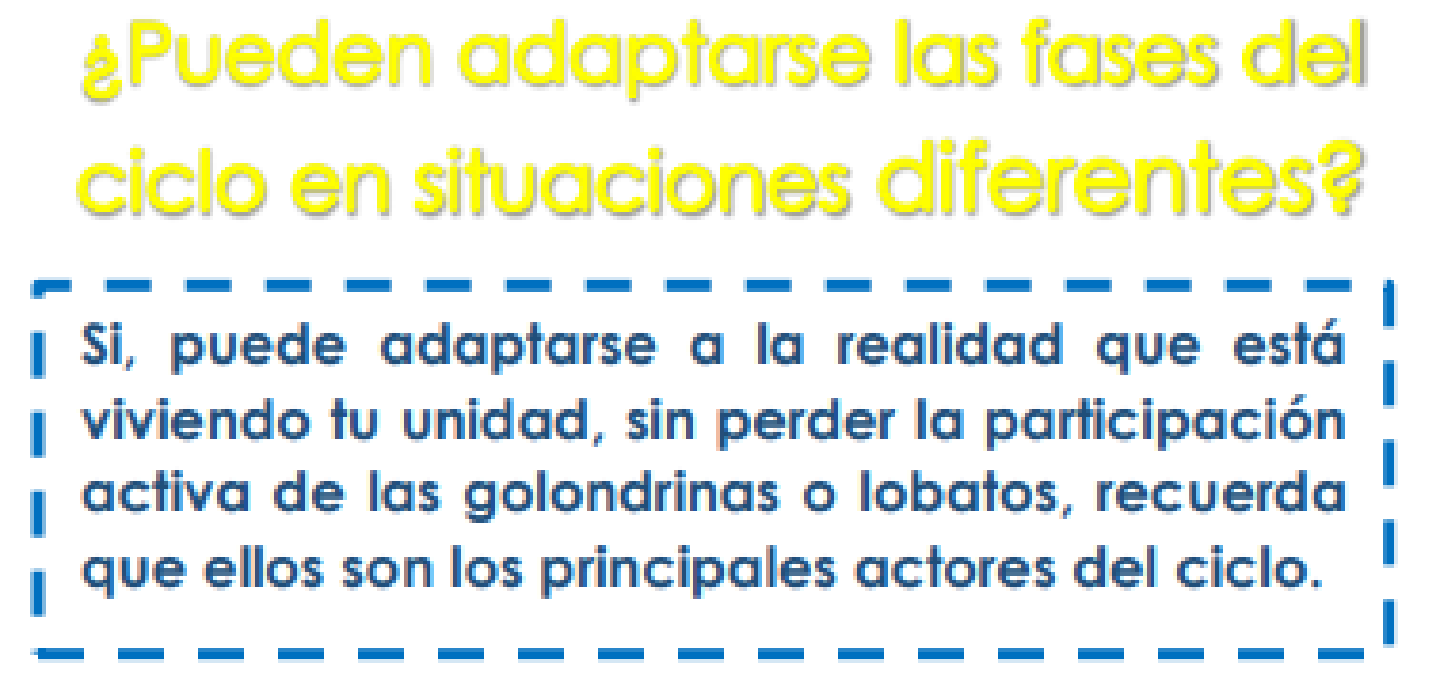 ¿Pueden adaptarse las fases del
ciclo en situaciones diferentes?
Si, puede adaptarse a la realidad que está
viviendo tu unidad, sin perder la participación
activa de las golondrinas o lobatos, recuerda
que ellos son los principales actores del ciclo.